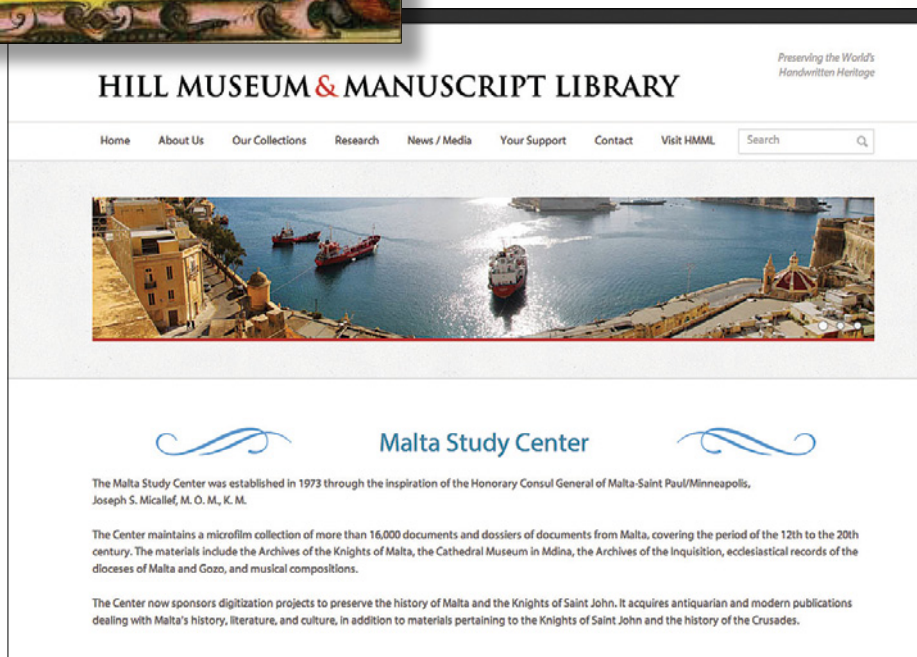 Preserving the World's
Handwritten Heritage
HILL MUSEUM & MANUSCRIPT LIBRARY
Home About Us Our Collections Research News / Media Your Support Contact Visit HMML Search
Malta Study Center
The Malta Study Center was established in 1973 through the inspiration of the Honorary Consul General of Malta-Saint Paul/Minneapolis,
Joseph S. Micallef, M. O. M., K. M.
The Center maintains a microfilm collection of more than 16,000 documents and dossiers of documents from Malta, covering the period of the 12th to the 20th
century. The materials include the Archives of the Knights of Malta, the Cathedral Museum in Mdina, the Archives of the Inquisition, ecclesiastical records of the
dioceses of Malta and Gozo, and musical compositions.
The Center now sponsors digitization projects to preserve the history of Malta and the Knights of Saint John. It acquires antiquarian and modern publications
dealing with Malta's history, literature, and culture, in addition to materials pertaining to the Knights of Saint John and the history of the Crusades.